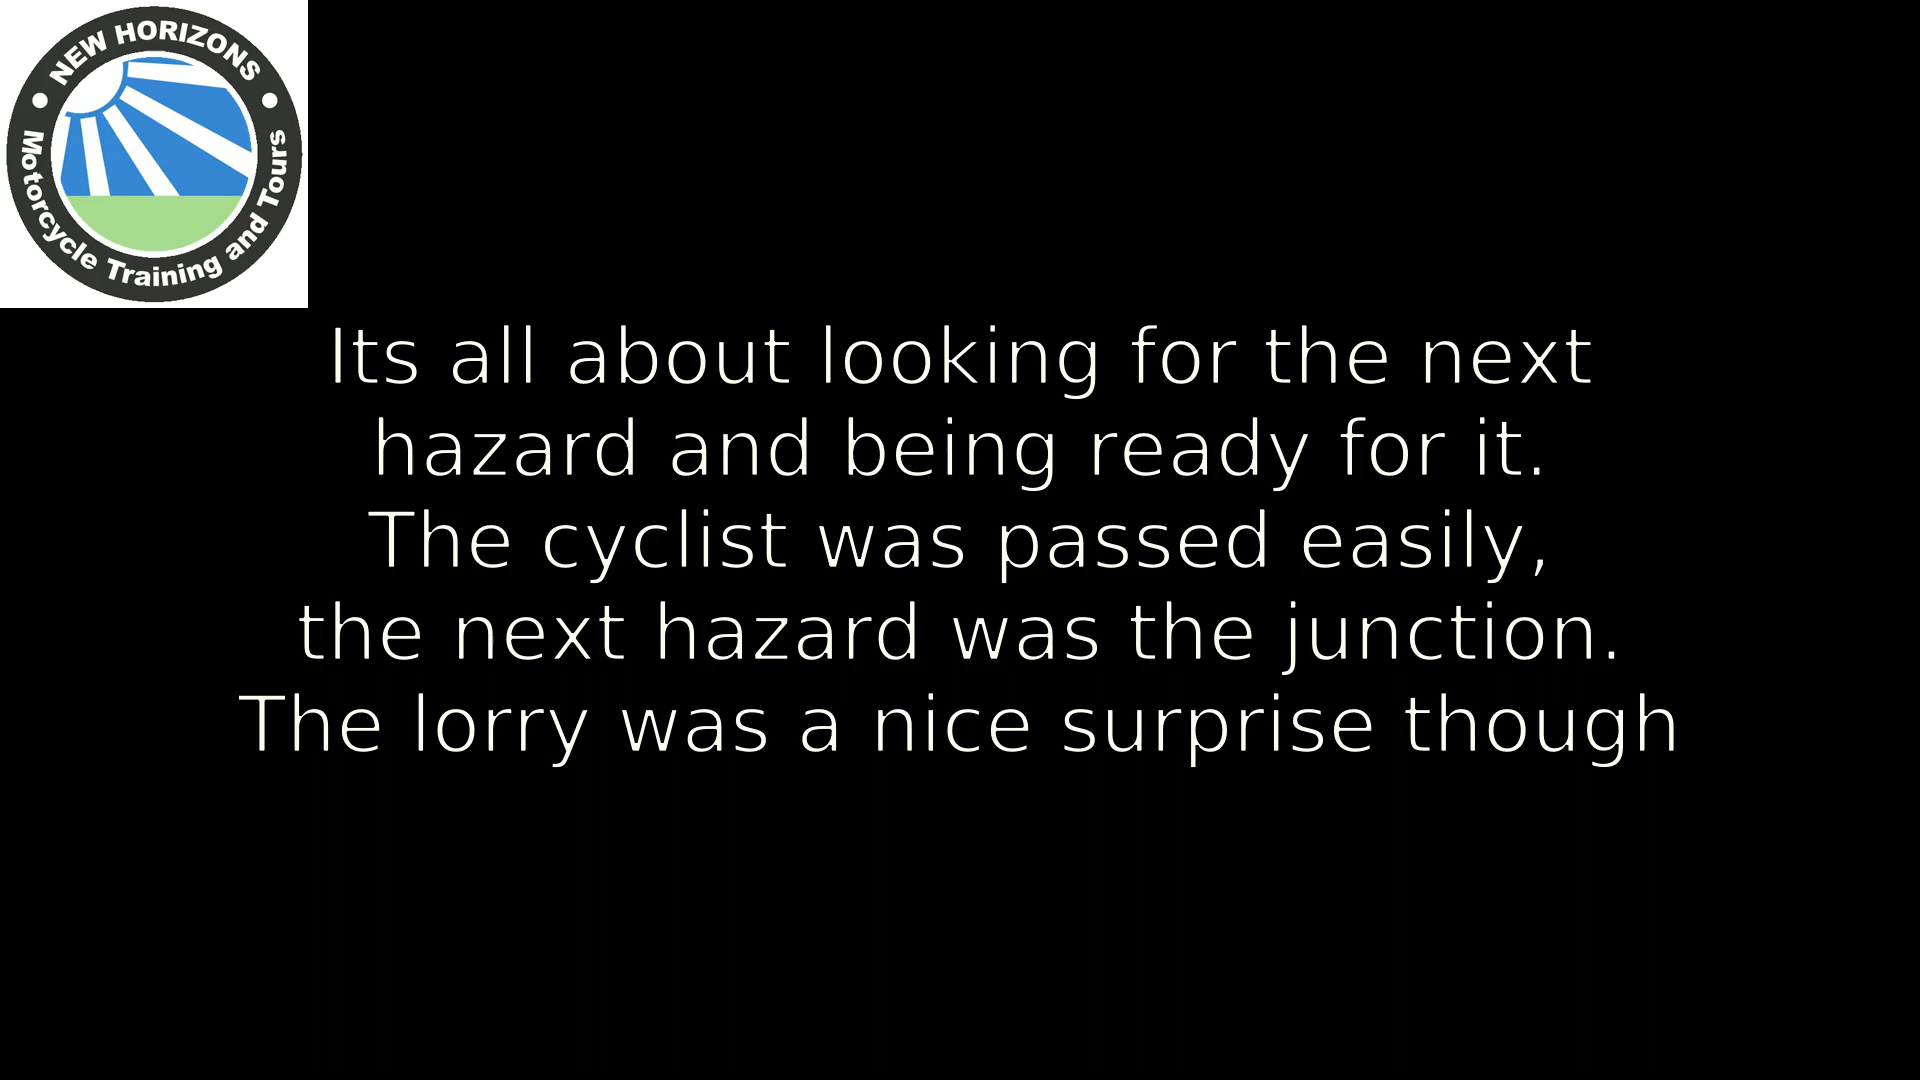 NEW HORIZONS
Motorcycle Training and Tours
Its all about looking for the next
hazard and being ready for it.
The cyclist was passed easily,
the next hazard was the junction.
The lorry was a nice surprise though